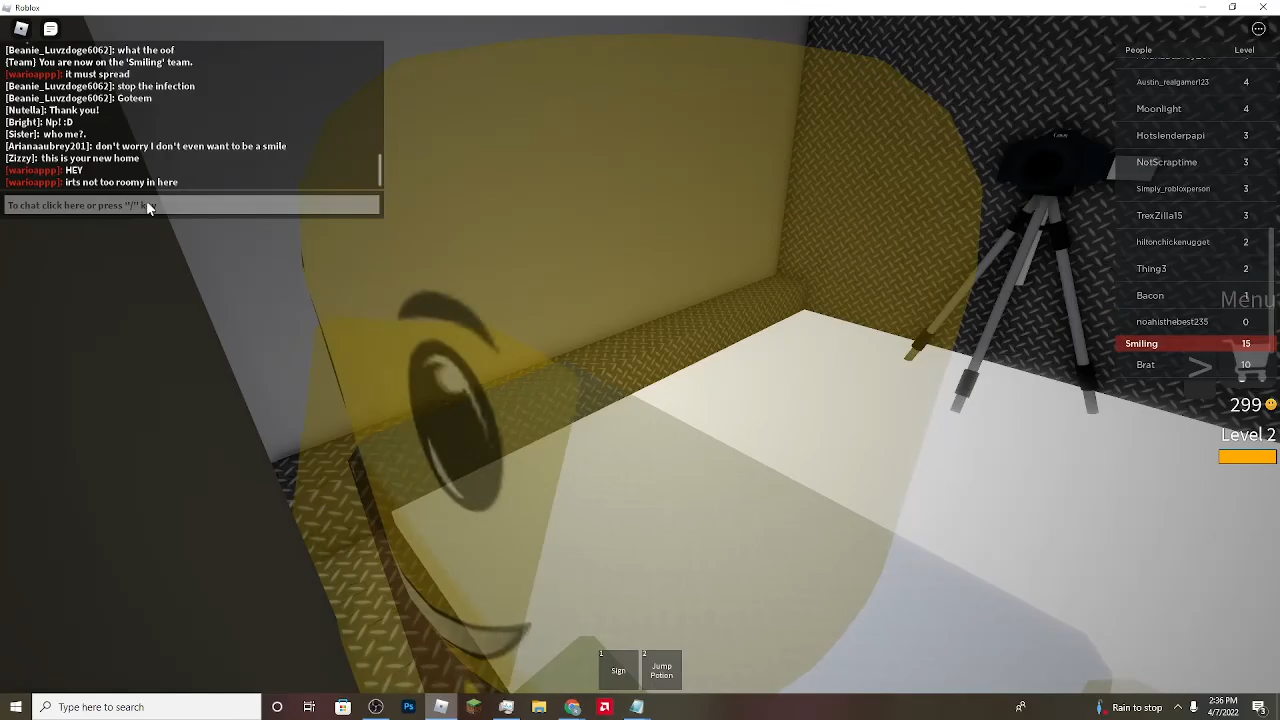 Roblox
[Beanie_Luvzdoge6062]: what the oof
{Team} You are now on the 'Smiling' team.
[warioappp]: it must spread
[Beanie_Luvzdoge6062]: stop the infection
[Beanie_Luvzdoge6062]: Goteem
[Nutella]: Thank you!
[Bright]: Np! :D
[Sister]: who me?.
[Arianaaubrey201]: don't worry I don't even want to be a smile
[Zizzy]: this is your new home
[warioappp]: HEY
[warioappp]: irts not too roomy in here
To chat click here or press "/" key
People Level
Austin_realgamer123 4
Moonlight 4
Hotslenderpapi 3
NotScraptime 3
Simply_robloxperson 3
TrexZilla15 3
hiltonchickenugget 2
Thing3 2
Bacon 1
Menu
noahisthebest235 0
Smiling 15
Brat 10
>
299
Level 2
1 Sign
2 Jump Potion
Type here to search
Ps
Rain to stop
2:36 PM
4/7/2022